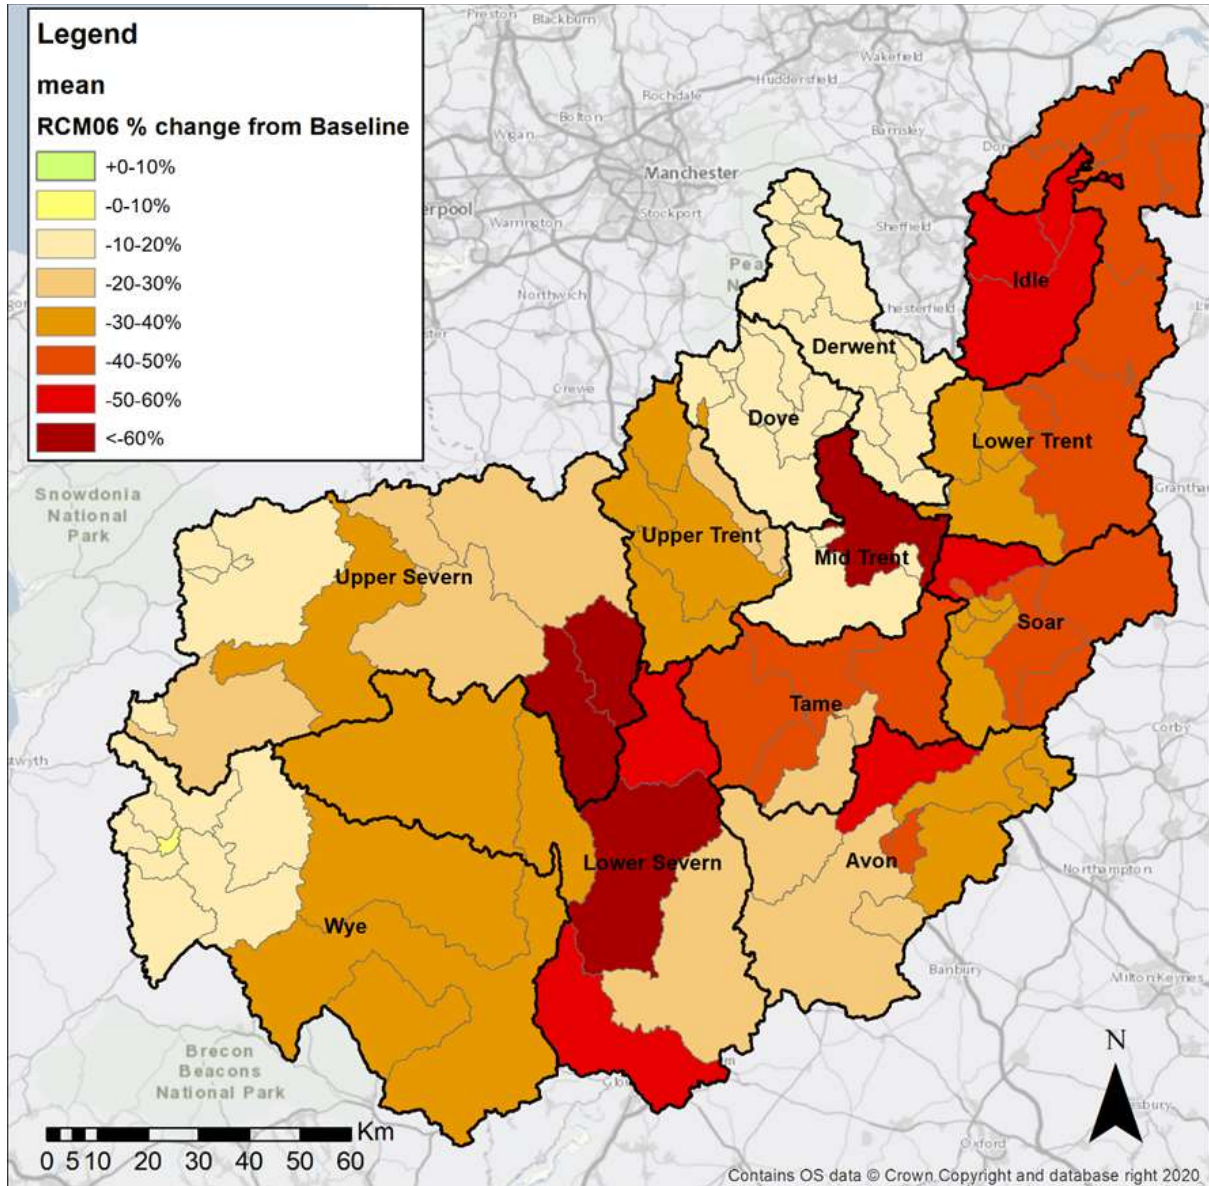 Legend
mean
RCM06 % change from Baseline
+0-10%
-0-10%
-10-20%
-20-30%
-30-40%
-40-50%
-50-60%
<-60%
Preston
Blackburn
Wakefield
Huddersfield
Rochdale
Bolton
Wigan
Barnsley
Manchester
Stockport
Warrington
Sheffield
Northwich
Crewe
Idle
Derwent
Dove
Lower Trent
Snowdonia
National
Park
Upper Trent
Mid Trent
Upper Severn
Soar
Tame
Corby
Lower Severn
Avon
Northampton
Wye
Banbury
Milton Keynes
Brecon
Beacons
National Park
N
Km
0 5 10 20 30 40 50 60
Oxford
Contains OS data © Crown Copyright and database right 2020